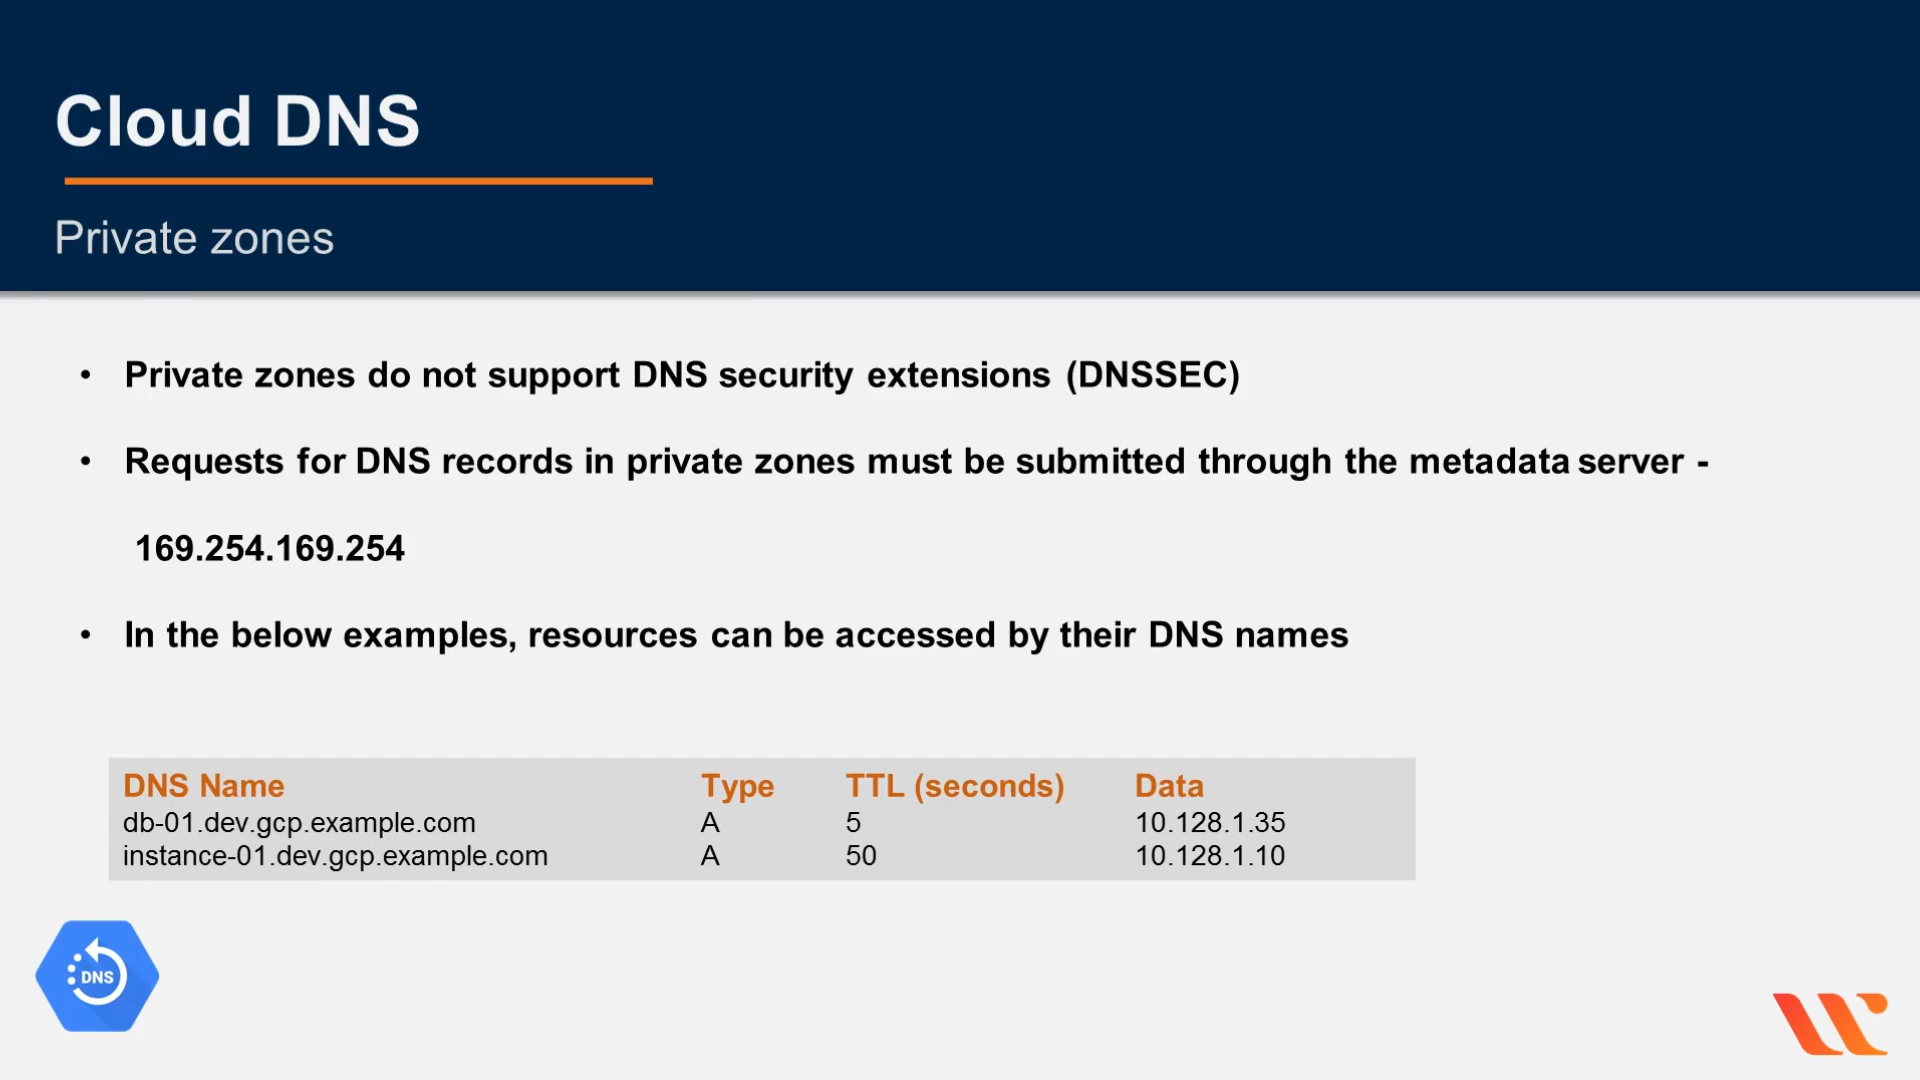 Cloud DNS
Private zones
• Private zones do not support DNS security extensions (DNSSEC)
• Requests for DNS records in private zones must be submitted through the metadata server -
169.254.169.254
• In the below examples, resources can be accessed by their DNS names
DNS Name Type TTL (seconds) Data
db-01.dev.gcp.example.com A 5 10.128.1.35
instance-01.dev.gcp.example.com A 50 10.128.1.10
DNS